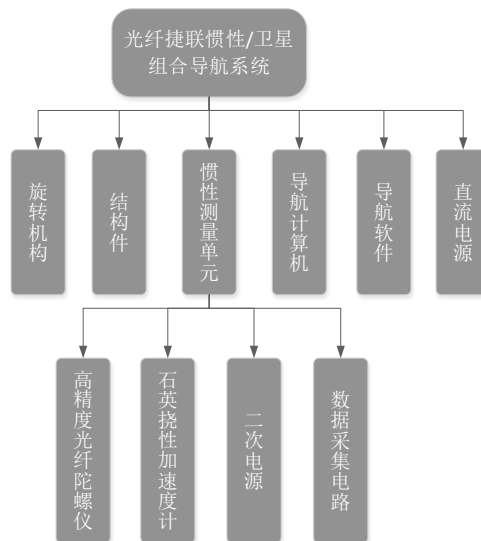 光纤捷联惯性/卫星
组合导航系统
旋转机构
结构件
惯性测量单元
导航计算机
导航软件
直流电源
高精度光纤陀螺仪
石英挠性加速度计
二次电源
数据采集电路